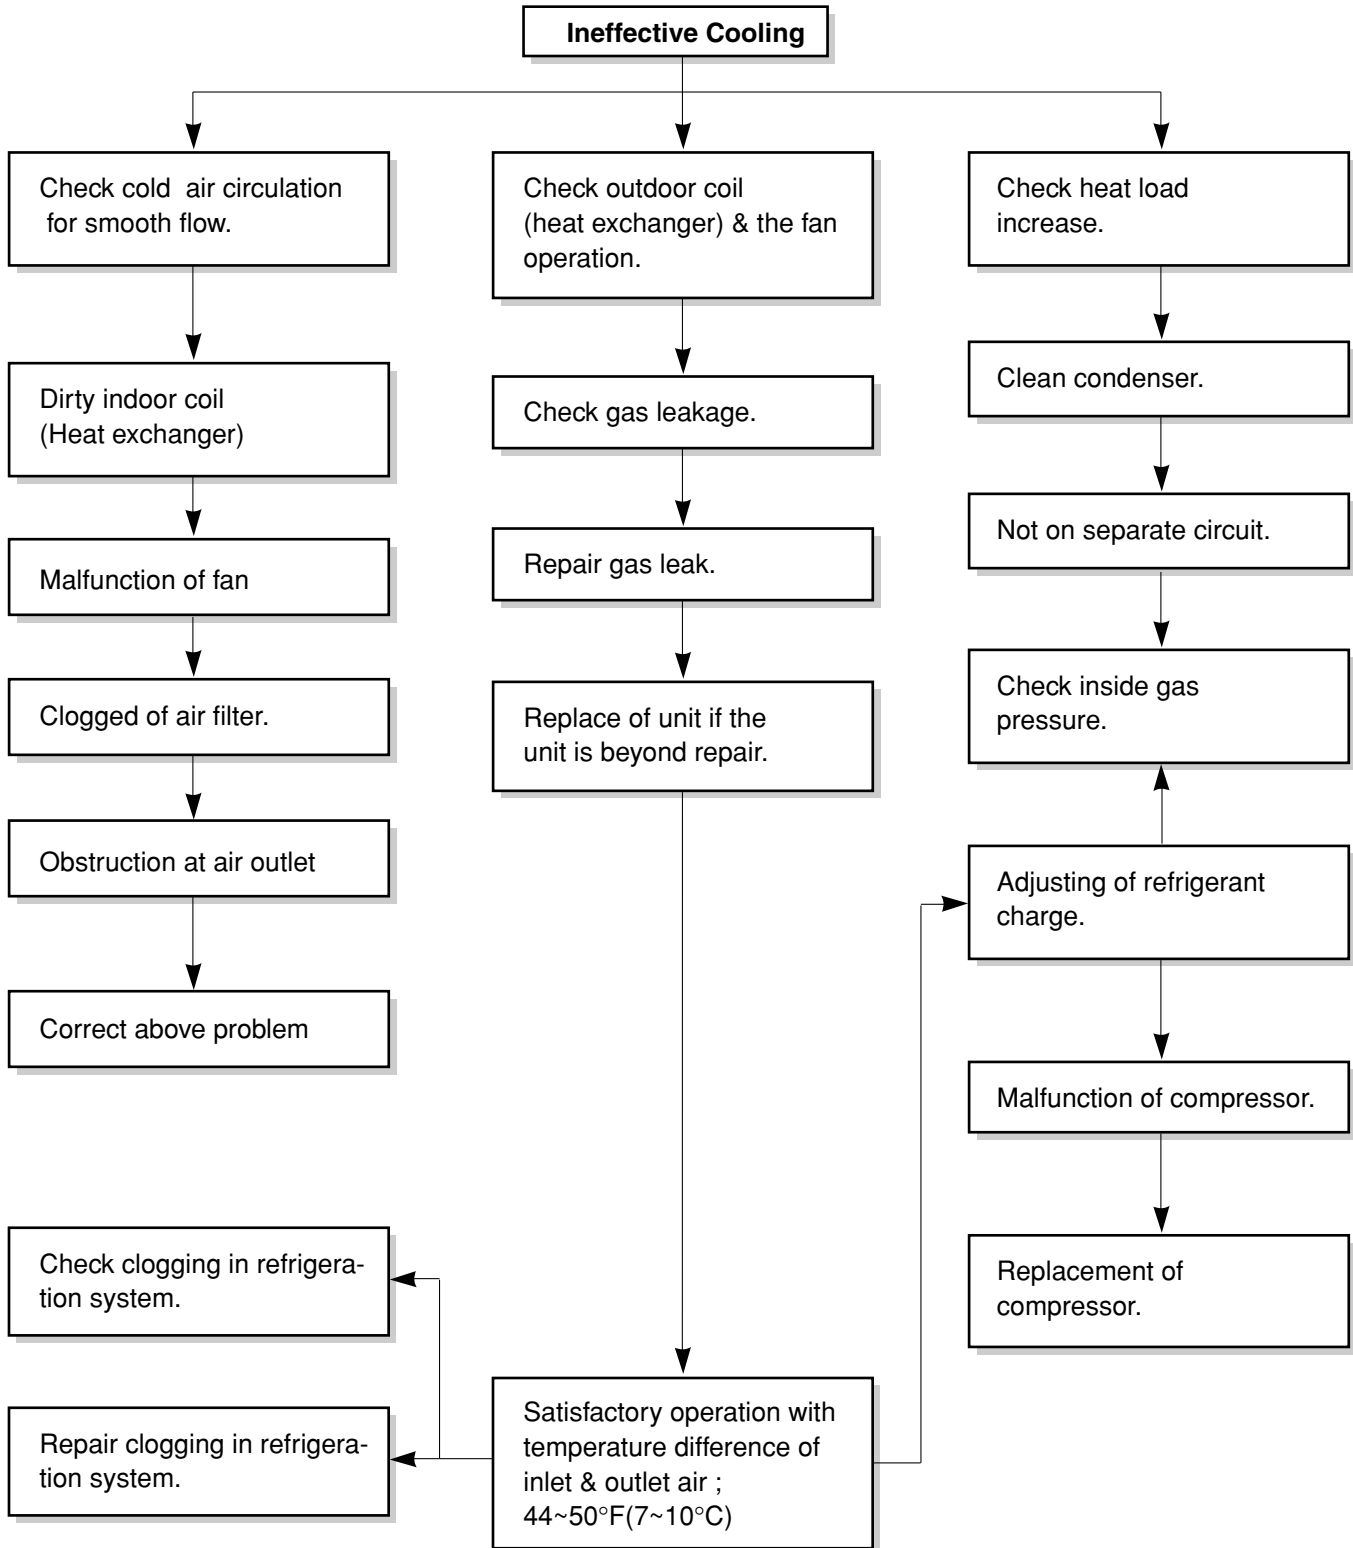 Ineffective Cooling
Check cold air circulation
for smooth flow.
Dirty indoor coil
(Heat exchanger)
Malfunction of fan
Clogged of air filter.
Obstruction at air outlet
Correct above problem
Check clogging in refrigera-
tion system.
Repair clogging in refrigera-
tion system.
Check outdoor coil
(heat exchanger) & the fan
operation.
Check gas leakage.
Repair gas leak.
Replace of unit if the
unit is beyond repair.
Satisfactory operation with
temperature difference of
inlet & outlet air ;
44~50°F(7~10°C)
Check heat load
increase.
Clean condenser.
Not on separate circuit.
Check inside gas
pressure.
Adjusting of refrigerant
charge.
Malfunction of compressor.
Replacement of
compressor.